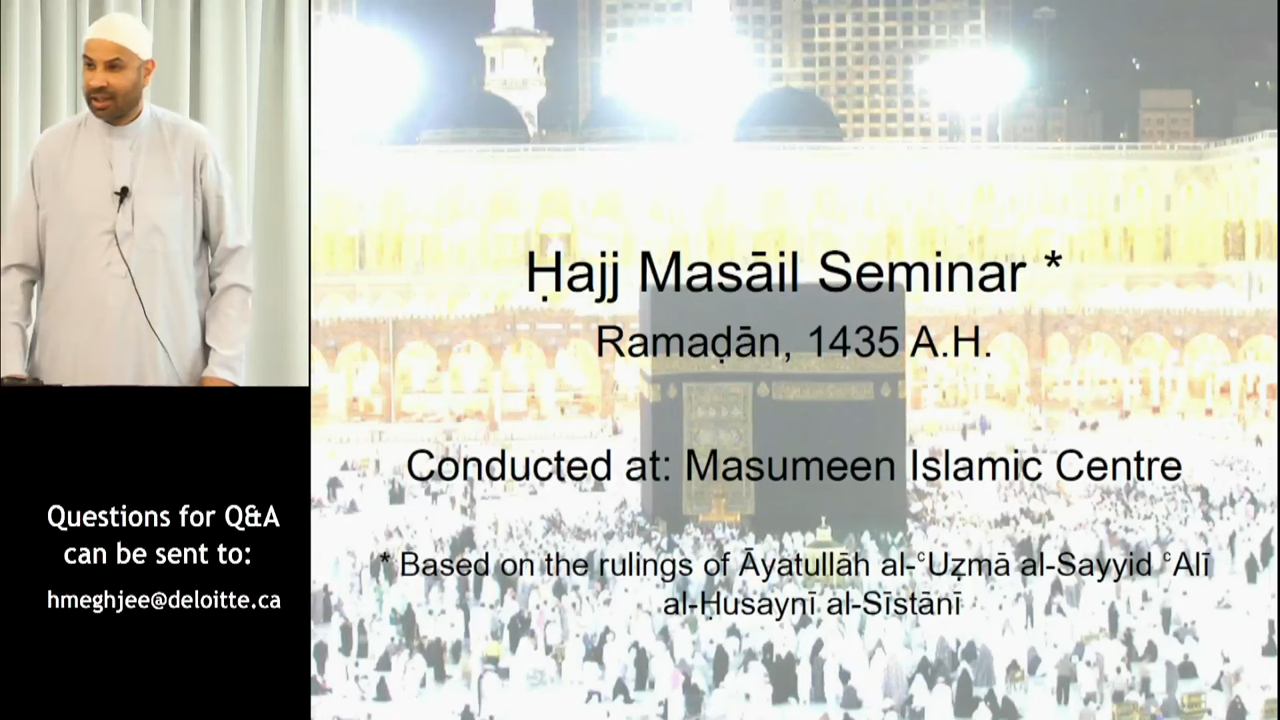 Ḥajj Masāil Seminar *
Ramaḍān, 1435 A.H.
Conducted at: Masumeen Islamic Centre
* Based on the rulings of Āyatullāh al-ʿUẓmā al-Sayyid ʿAlī
al-Ḥusaynī al-Sīstānī
Questions for Q&A
can be sent to:
hmeghjee@deloitte.ca